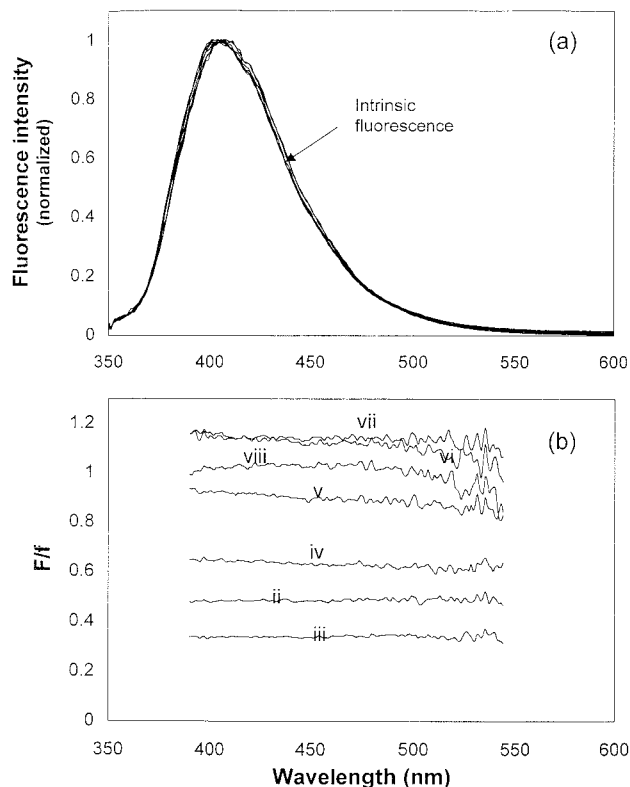 (a)
Fluorescence intensity
(normalized)
1
0.8
0.6
0.4
0.2
0
Intrinsic
fluorescence
350 400 450 500 550 600
(b)
F/f
1.2
1
0.8
0.6
0.4
0.2
0
vii
viii
vi
v
iv
ii
iii
350 400 450 500 550 600
Wavelength (nm)